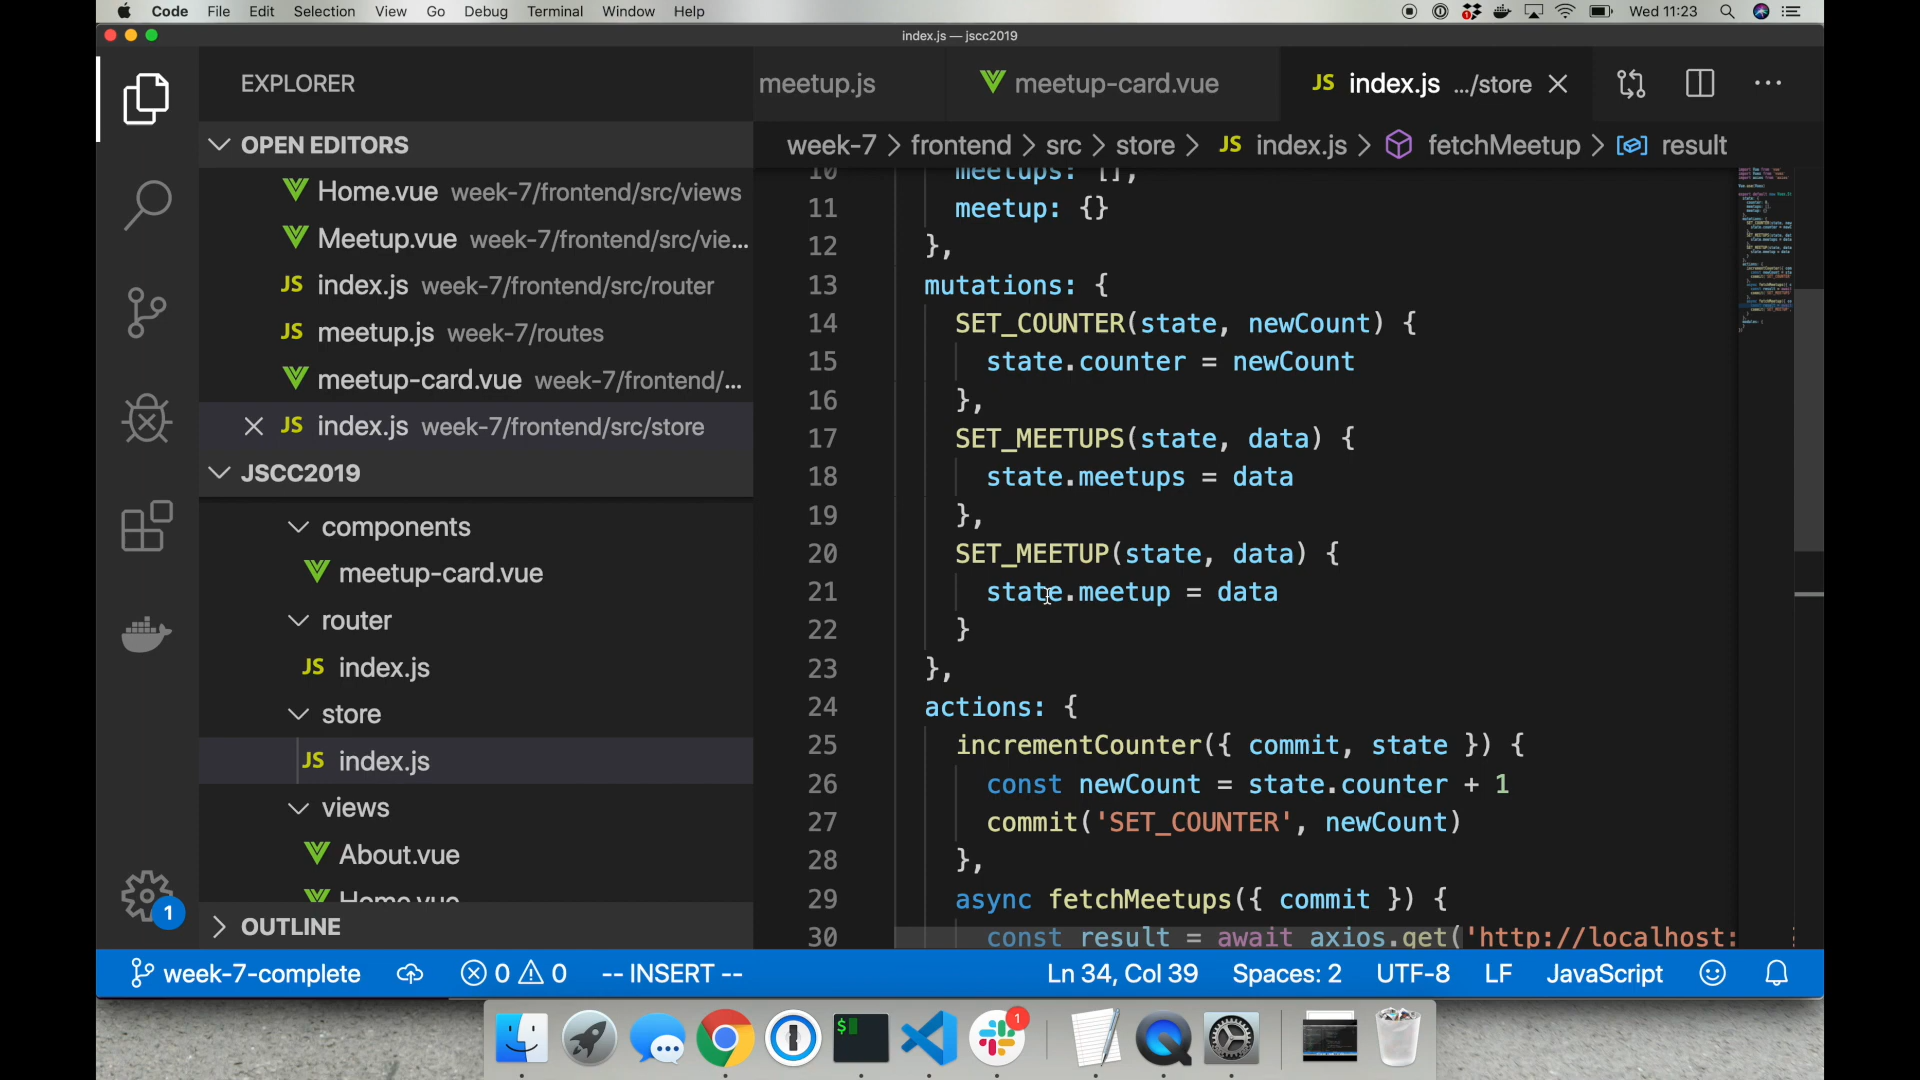 Code File Edit Selection View Go Debug Terminal Window Help
1
Wed 11:23
index.js — jscc2019
EXPLORER
meetup.js
meetup-card.vue
JS index.js .../store
OPEN EDITORS
week-7 > frontend > src > store > JS index.js > fetchMeetup > result
Home.vue week-7/frontend/src/views
Meetup.vue week-7/frontend/src/vie...
JS index.js week-7/frontend/src/router
JS meetup.js week-7/routes
meetup-card.vue week-7/frontend/...
JS index.js week-7/frontend/src/store
JSCC2019
components
meetup-card.vue
router
JS index.js
store
JS index.js
views
About.vue
Home.vue
OUTLINE
1
10 meetups: [],
11 meetup: {}
12 },
13 mutations: {
14 SET_COUNTER(state, newCount) {
15 state.counter = newCount
16 },
17 SET_MEETUPS(state, data) {
18 state.meetups = data
19 },
20 SET_MEETUP(state, data) {
21 state.meetup = data
22 }
23 },
24 actions: {
25 incrementCounter({ commit, state }) {
26 const newCount = state.counter + 1
27 commit('SET_COUNTER', newCount)
28 },
29 async fetchMeetups({ commit }) {
30 const result = await axios.get('http://localhost:
week-7-complete
0 0
-- INSERT --
Ln 34, Col 39
Spaces: 2
UTF-8
LF
JavaScript
$
1